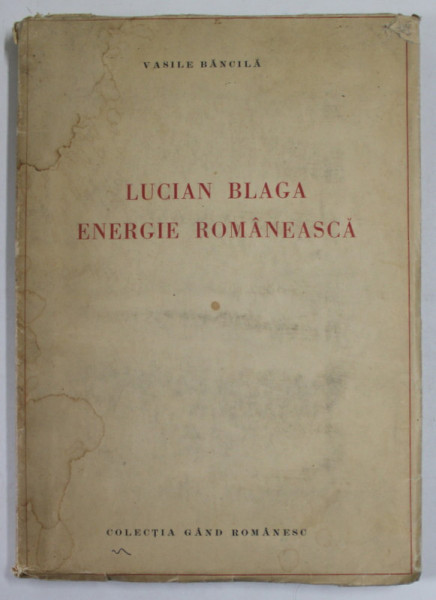 VASILE BĂNCILĂ
LUCIAN BLAGA
ENERGIE ROMÂNEASCĂ
COLECȚIA GÂND ROMÂNESC